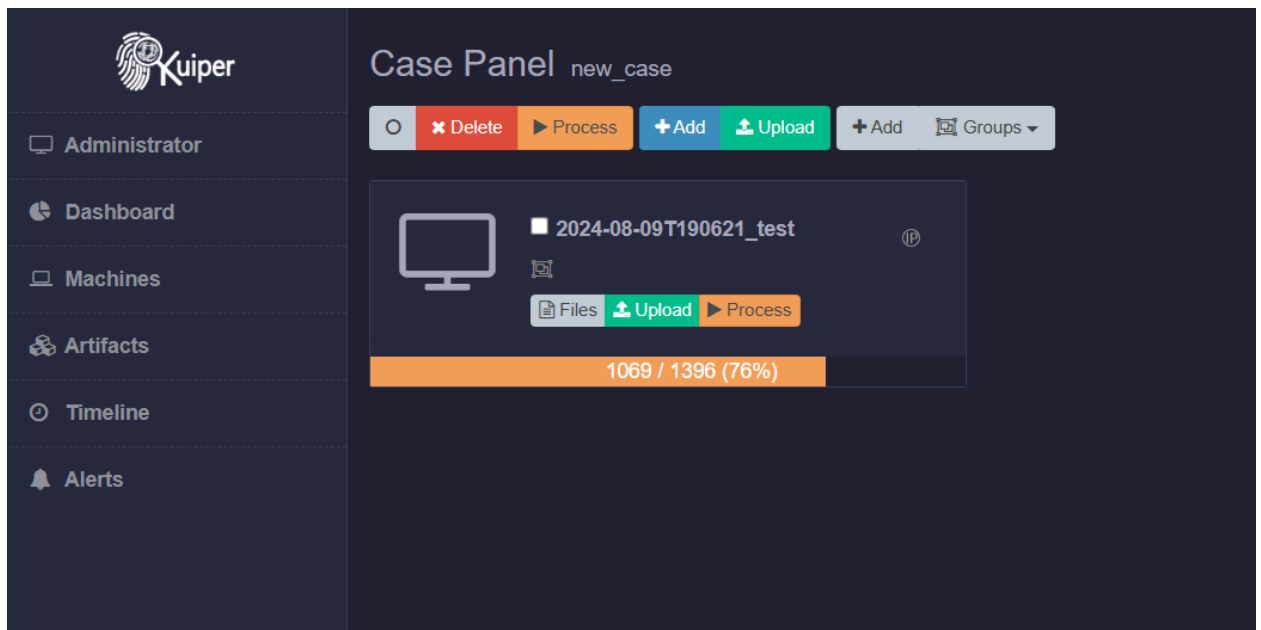 Kuiper
Administrator
Dashboard
Machines
Artifacts
Timeline
Alerts
Case Panel new_case
Delete Process Add Upload Add Groups
2024-08-09T190621_test
IP
Files Upload Process
1069 / 1396 (76%)